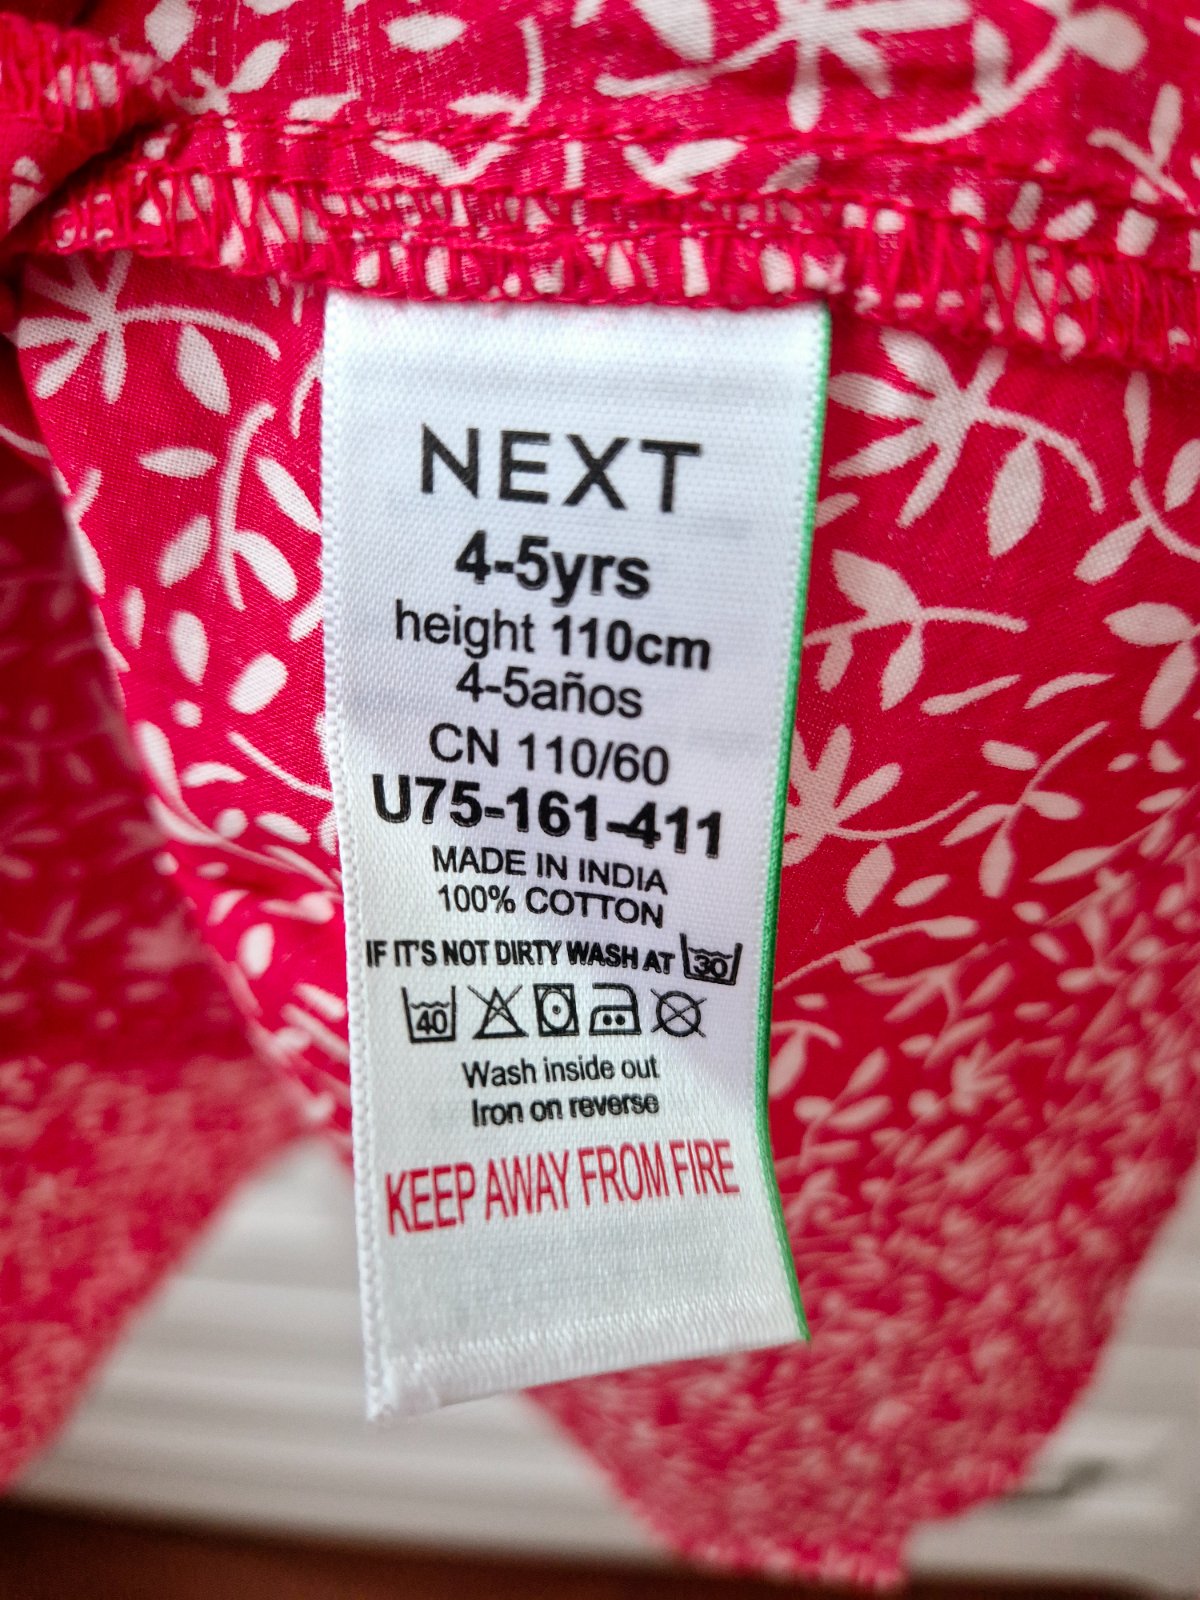 NEXT
4-5yrs
height 110cm
4-5años
CN 110/60
U75-161-411
MADE IN INDIA
100% COTTON
IF IT'S NOT DIRTY WASH AT 30
40
Wash inside out
Iron on reverse
KEEP AWAY FROM FIRE